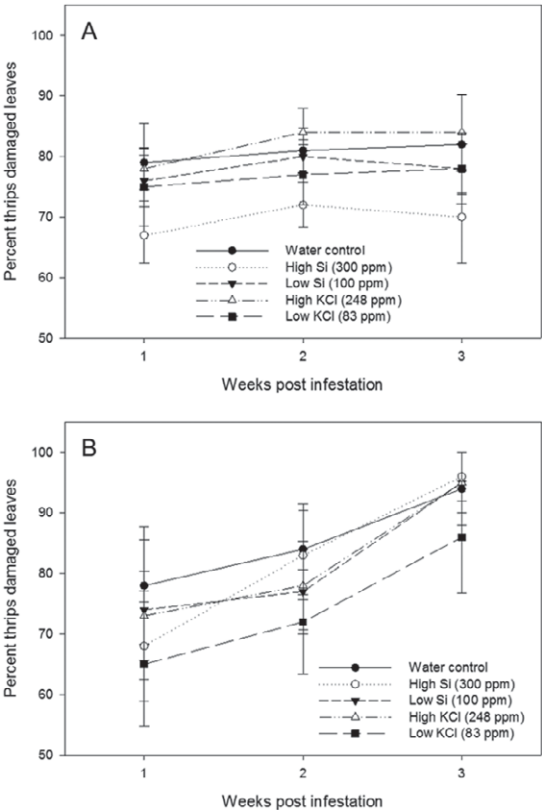 A
Percent thrips damaged leaves
100
90
80
70
60
50
Water control
High Si (300 ppm)
Low Si (100 ppm)
High KCl (248 ppm)
Low KCl (83 ppm)
1 2 3
Weeks post infestation
B
Percent thrips damaged leaves
100
90
80
70
60
50
Water control
High Si (300 ppm)
Low Si (100 ppm)
High KCl (248 ppm)
Low KCl (83 ppm)
1 2 3
Weeks post infestation